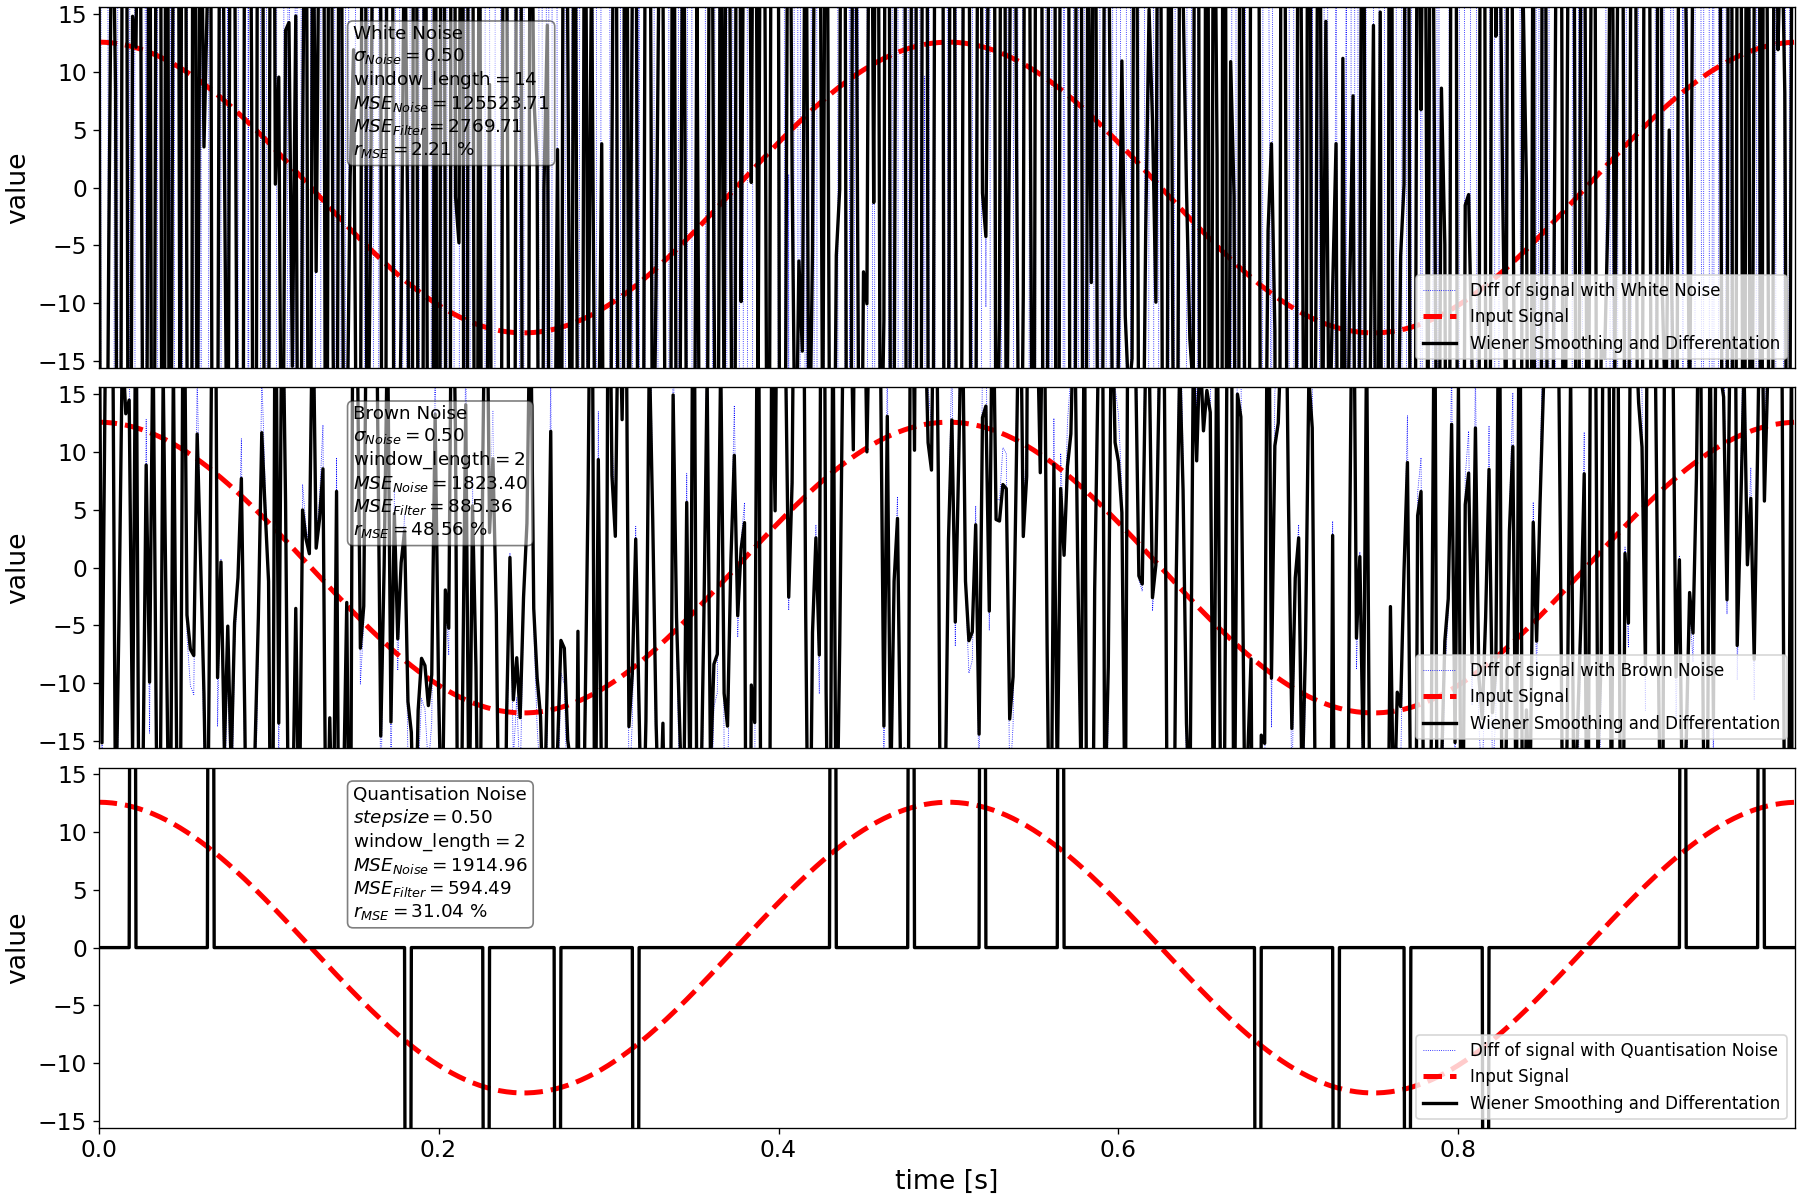 15
10
5
0
−5
−10
−15
value
White Noise
σNoise = 0.50
window_length = 14
MSENoise = 125523.71
MSEFilter = 2769.71
rMSE = 2.21 %
Diff of signal with White Noise
Input Signal
Wiener Smoothing and Differentation
15
10
5
0
−5
−10
−15
value
Brown Noise
σNoise = 0.50
window_length = 2
MSENoise = 1823.40
MSEFilter = 885.36
rMSE = 48.56 %
Diff of signal with Brown Noise
Input Signal
Wiener Smoothing and Differentation
15
10
5
0
−5
−10
−15
value
Quantisation Noise
stepsize = 0.50
window_length = 2
MSENoise = 1914.96
MSEFilter = 594.49
rMSE = 31.04 %
Diff of signal with Quantisation Noise
Input Signal
Wiener Smoothing and Differentation
0.0 0.2 0.4 0.6 0.8
time [s]